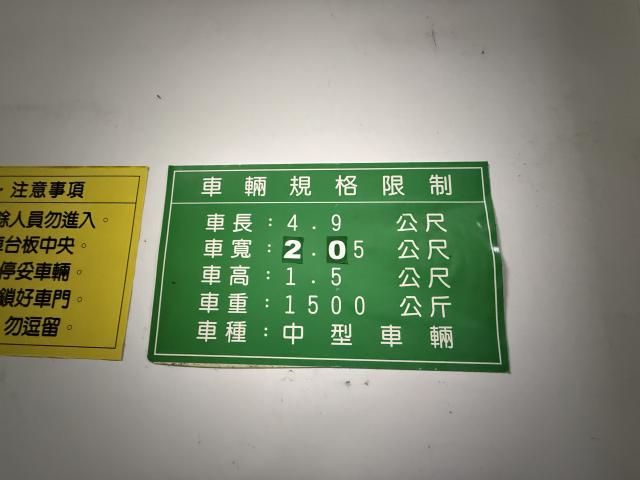 注意事項
人員勿進入。
台板中央。
停妥車輛。
鎖好車門。
勿逗留。
車輛規格限制
車長：4.9 公尺
車寬：2.05 公尺
車高：1.5 公尺
車重：1500 公斤
車種：中型車輛